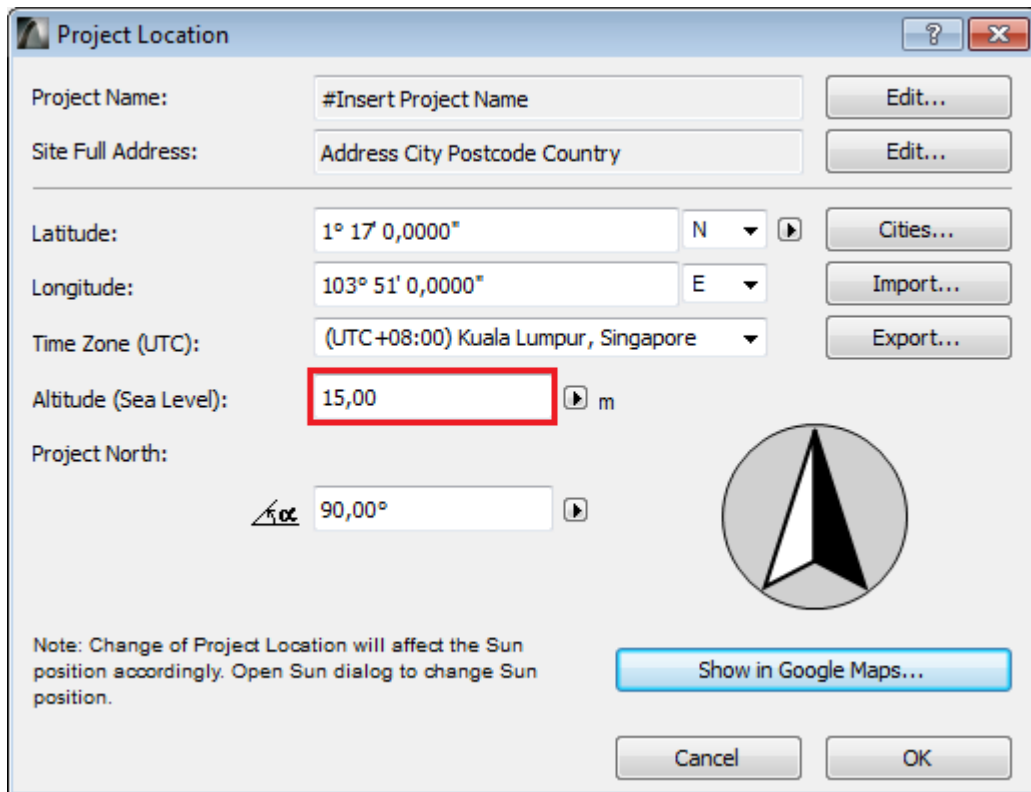 Project Location
Project Name: #Insert Project Name Edit...
Site Full Address: Address City Postcode Country Edit...
Latitude: 1° 17' 0,0000" N Cities...
Longitude: 103° 51' 0,0000" E Import...
Time Zone (UTC): (UTC+08:00) Kuala Lumpur, Singapore Export...
Altitude (Sea Level): 15,00 m
Project North:
α 90,00°
Note: Change of Project Location will affect the Sun
position accordingly. Open Sun dialog to change Sun
position.
Show in Google Maps...
Cancel OK